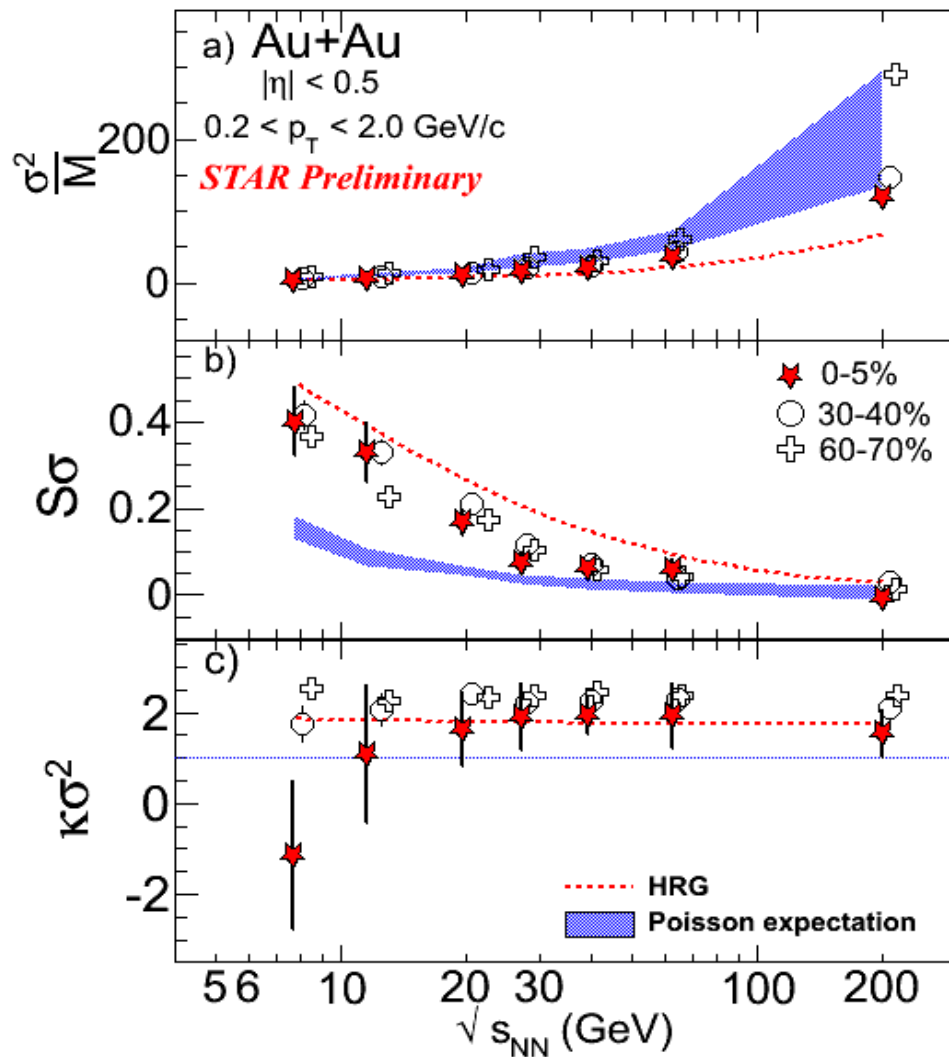 a) Au+Au
|η| < 0.5
0.2 < p_T < 2.0 GeV/c
STAR Preliminary
σ²/M
200
0
b)
0-5%
30-40%
60-70%
Sσ
0.4
0.2
0
c)
κσ²
2
0
-2
HRG
Poisson expectation
5 6 10 20 30 100 200
√s_NN (GeV)